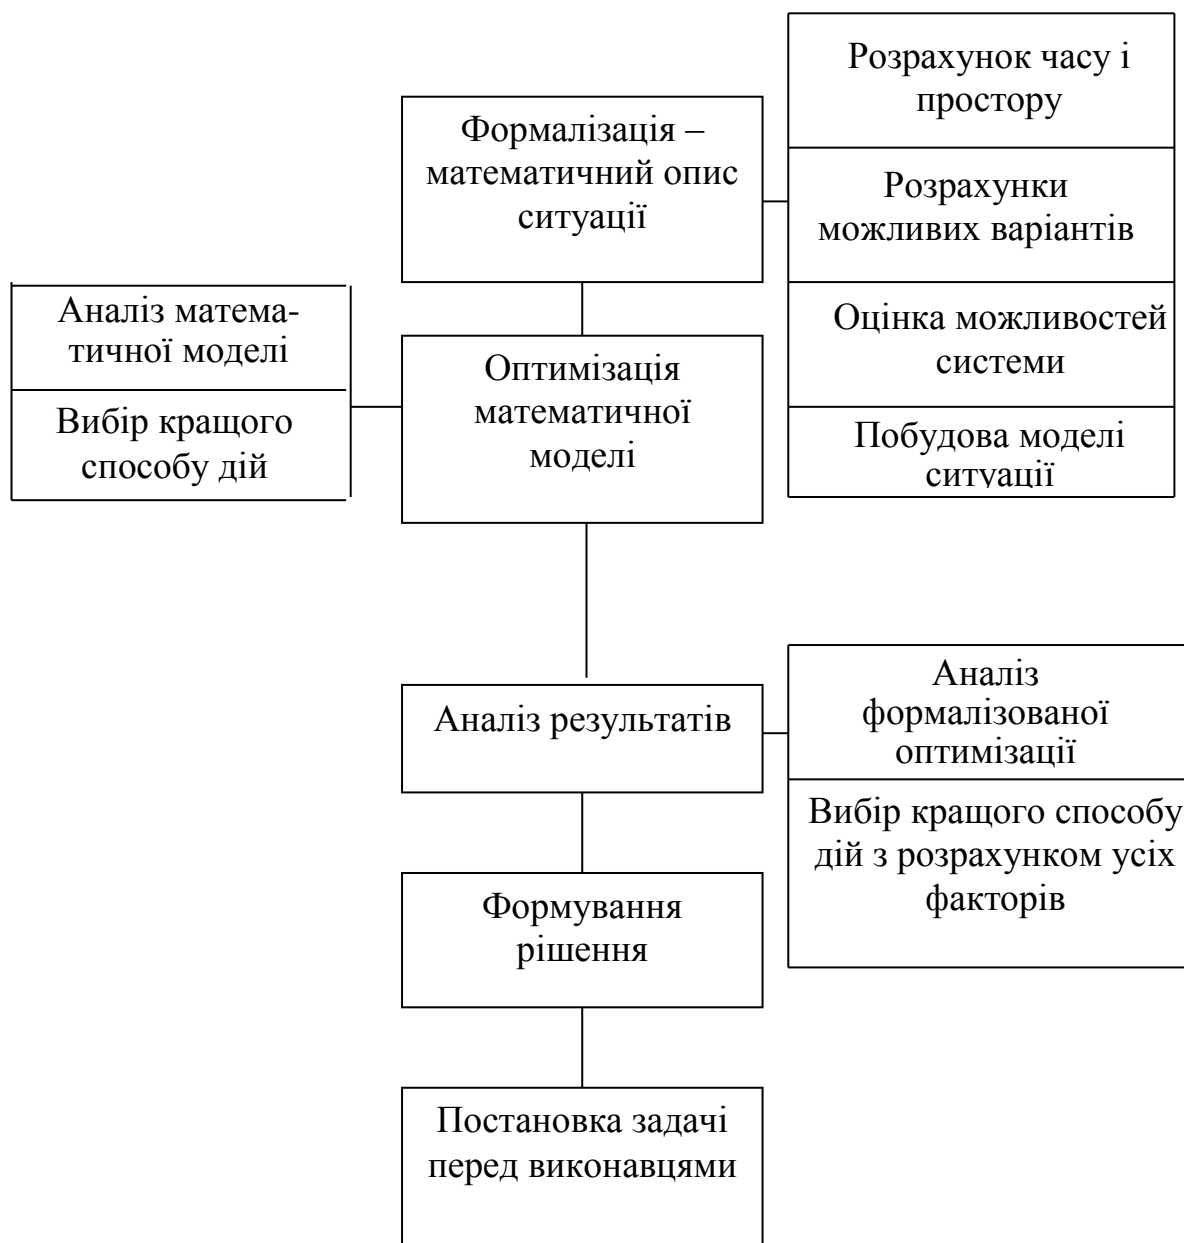 Формалізація –
математичний опис
ситуації
Розрахунок часу і
простору
Розрахунки
можливих варіантів
Оцінка можливостей
системи
Побудова моделі
ситуації
Аналіз матема-
тичної моделі
Вибір кращого
способу дій
Оптимізація
математичної
моделі
Аналіз результатів
Аналіз
формалізованої
оптимізації
Вибір кращого способу
дій з розрахунком усіх
факторів
Формування
рішення
Постановка задачі
перед виконавцями